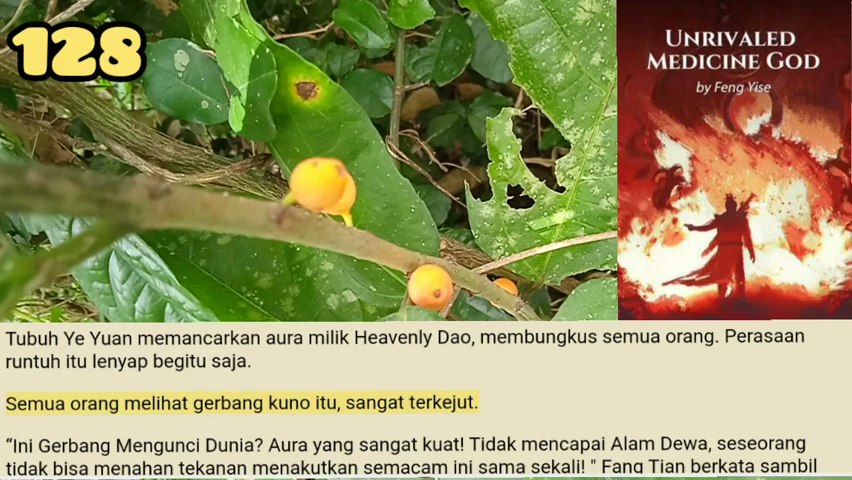 128
UNRIVALED
MEDICINE GOD
by Feng Yise
Tubuh Ye Yuan memancarkan aura milik Heavenly Dao, membungkus semua orang. Perasaan
runtuh itu lenyap begitu saja.
Semua orang melihat gerbang kuno itu, sangat terkejut.
“Ini Gerbang Mengunci Dunia? Aura yang sangat kuat! Tidak mencapai Alam Dewa, seseorang
tidak bisa menahan tekanan menakutkan semacam ini sama sekali! " Fang Tian berkata sambil